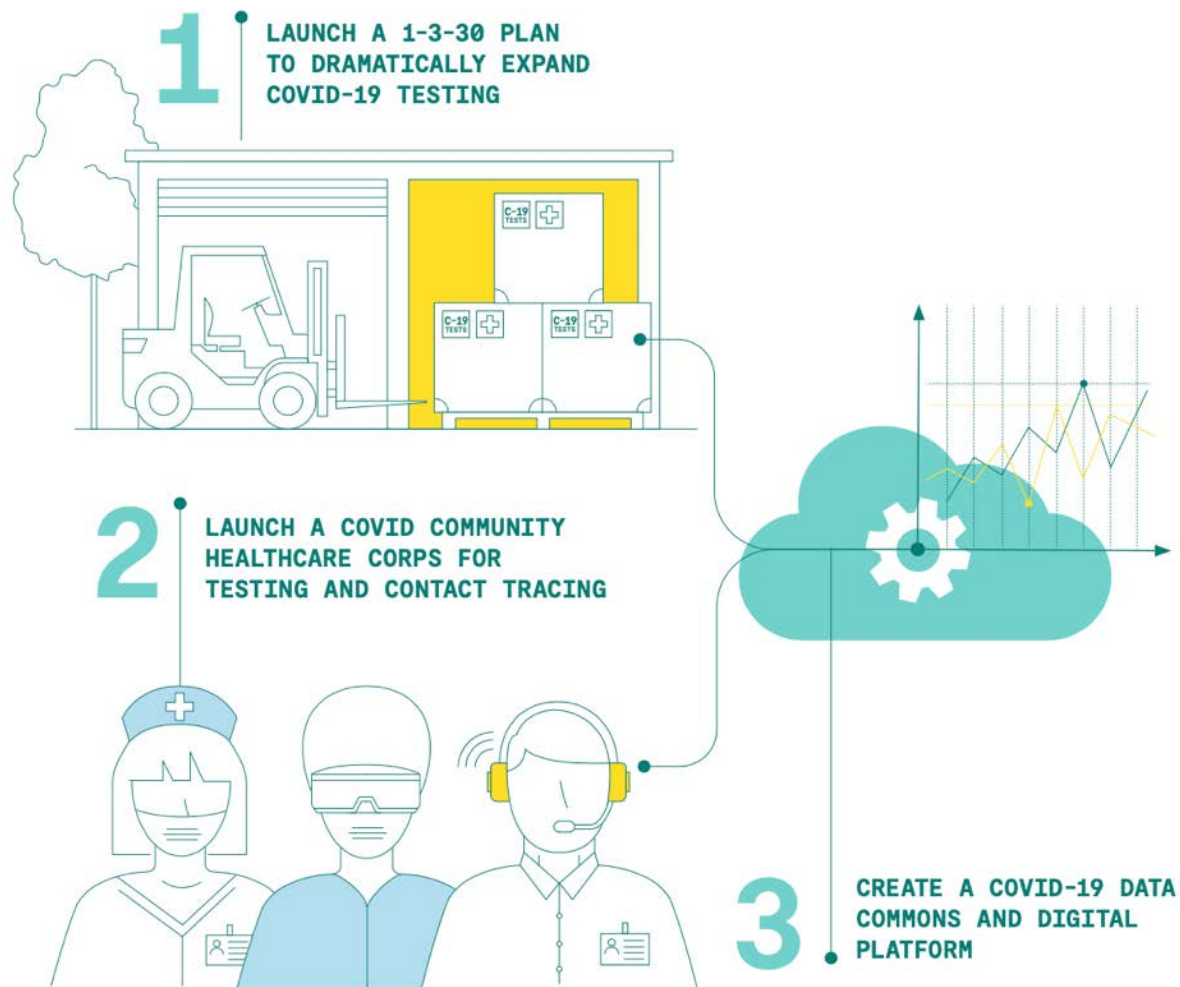 1
LAUNCH A 1-3-30 PLAN
TO DRAMATICALLY EXPAND
COVID-19 TESTING
C-19
TESTS
C-19
TESTS
C-19
TESTS
2
LAUNCH A COVID COMMUNITY
HEALTHCARE CORPS FOR
TESTING AND CONTACT TRACING
3
CREATE A COVID-19 DATA
COMMONS AND DIGITAL
PLATFORM